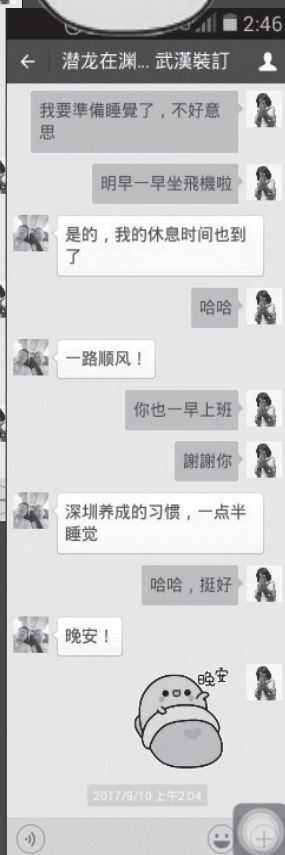 2:46
潜龙在渊... 武漢裝訂
我要準備睡覺了，不好意
思
明早一早坐飛機啦
是的，我的休息时间也到
了
哈哈
一路顺风！
你也一早上班
謝謝你
深圳养成的习惯，一点半
睡觉
哈哈，挺好
晚安！
晚安
2017/9/10 上午2:04